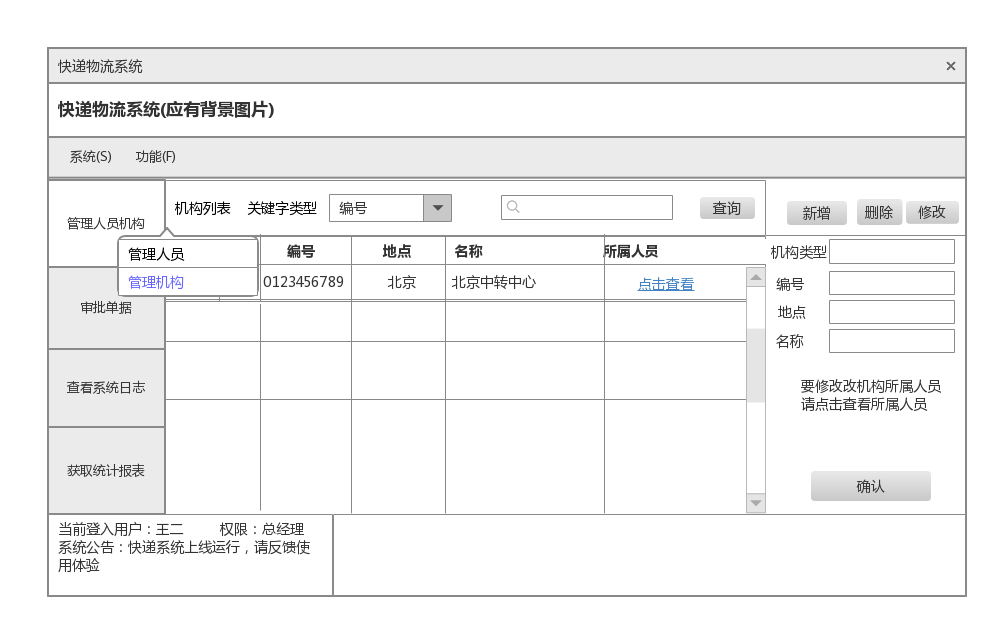 快递物流系统
快递物流系统(应有背景图片)
系统(S) 功能(F)
管理人员机构
机构列表 关键字类型 编号 查询
新增 删除 修改
管理人员
管理机构
编号 地点 名称 所属人员
0123456789 北京 北京中转中心 点击查看
机构类型
编号
地点
名称
审批单据
查看系统日志
要修改改机构所属人员
请点击查看所属人员
获取统计报表
确认
当前登入用户：王二 权限：总经理
系统公告：快递系统上线运行，请反馈使
用体验